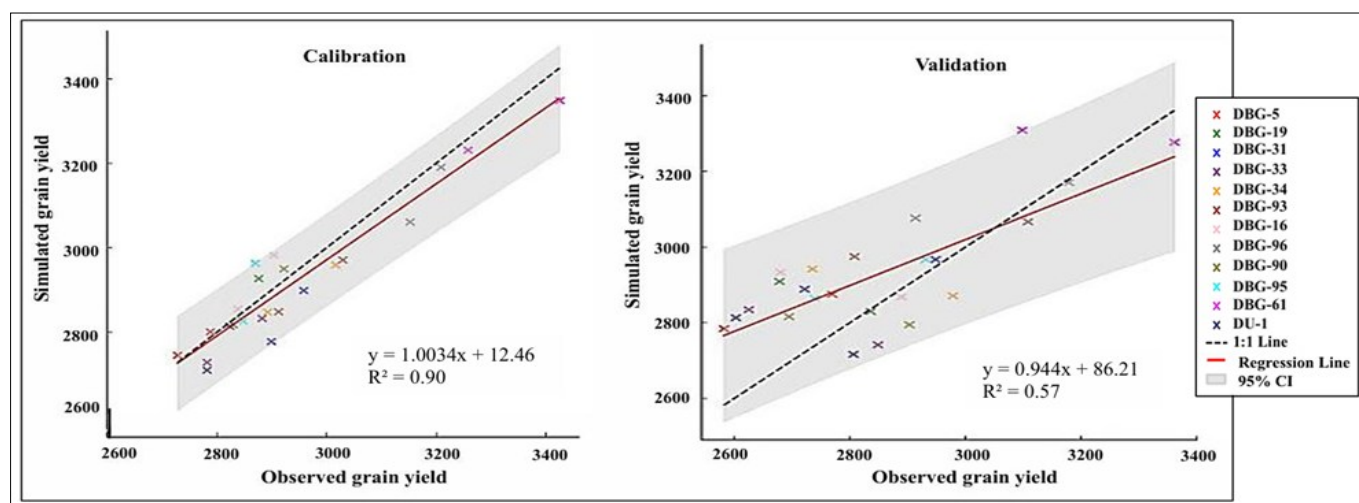 Calibration
Simulated grain yield
3400
3200
3000
2800
2600
y = 1.0034x + 12.46
R² = 0.90
2600 2800 3000 3200 3400
Observed grain yield
Validation
Simulated grain yield
3400
3200
3000
2800
2600
y = 0.944x + 86.21
R² = 0.57
2600 2800 3000 3200 3400
Observed grain yield
DBG-5
DBG-19
DBG-31
DBG-33
DBG-34
DBG-93
DBG-16
DBG-96
DBG-90
DBG-95
DBG-61
DU-1
1:1 Line
Regression Line
95% CI